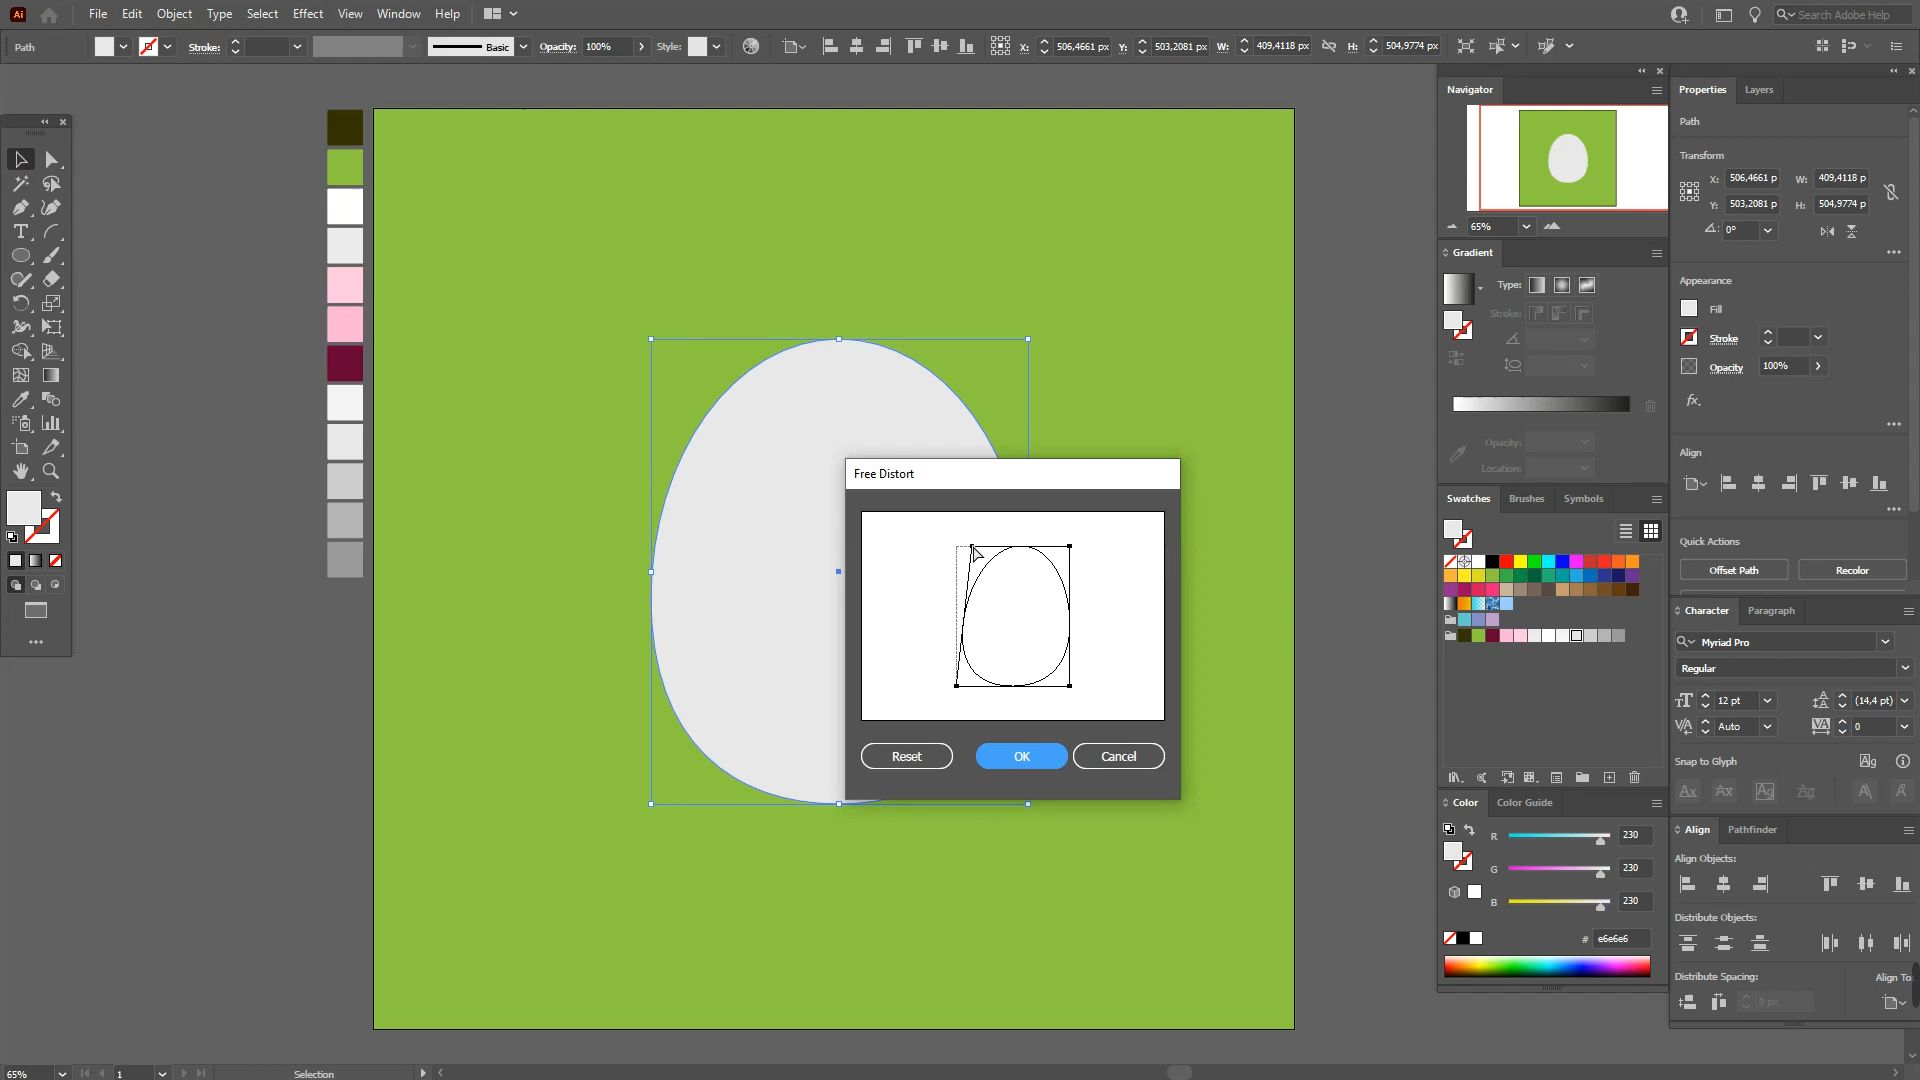 Ai File Edit Object Type Select Effect View Window Help Search Adobe Help
Path Stroke: Basic Opacity: 100% Style: X: 506,4661 px Y: 503,2081 px W: 409,4118 px H: 504,9774 px
Navigator
65%
Gradient
Type:
Stroke:
Opacity:
Location:
Swatches Brushes Symbols
Color Color Guide
R 230
G 230
B 230
# e6e6e6
Properties Layers
Path
Transform
X: 506,4661 p W: 409,4118 p
Y: 503,2081 p H: 504,9774 p
0°
Appearance
Fill
Stroke
Opacity 100%
fx.
Align
Quick Actions
Offset Path Recolor
Character Paragraph
Myriad Pro
Regular
12 pt (14,4 pt)
Auto 0
Snap to Glyph
Align Pathfinder
Align Objects:
Distribute Objects:
Distribute Spacing: Align To:
0 px
Free Distort
Reset OK Cancel
65% 1 Selection